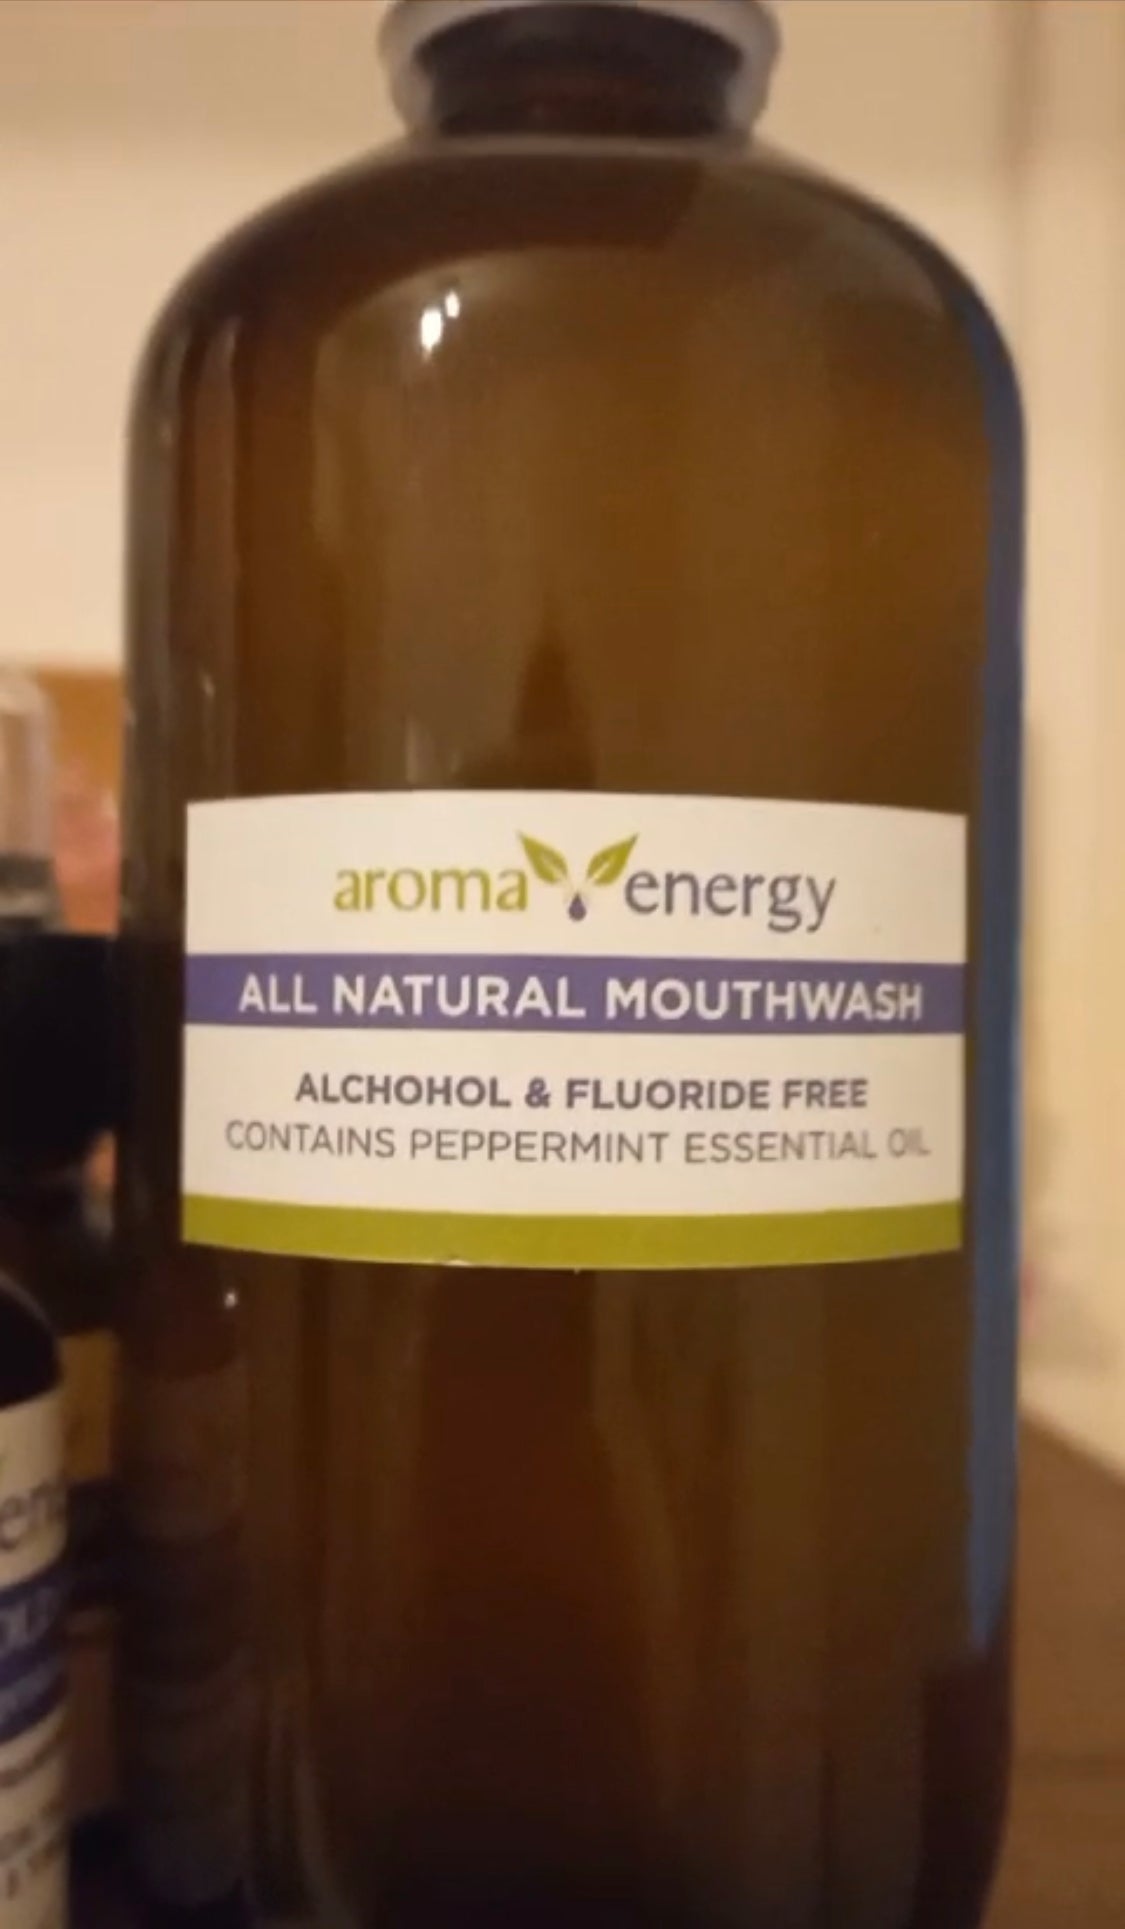 aroma energy
ALL NATURAL MOUTHWASH
ALCHOHOL & FLUORIDE FREE
CONTAINS PEPPERMINT ESSENTIAL OIL